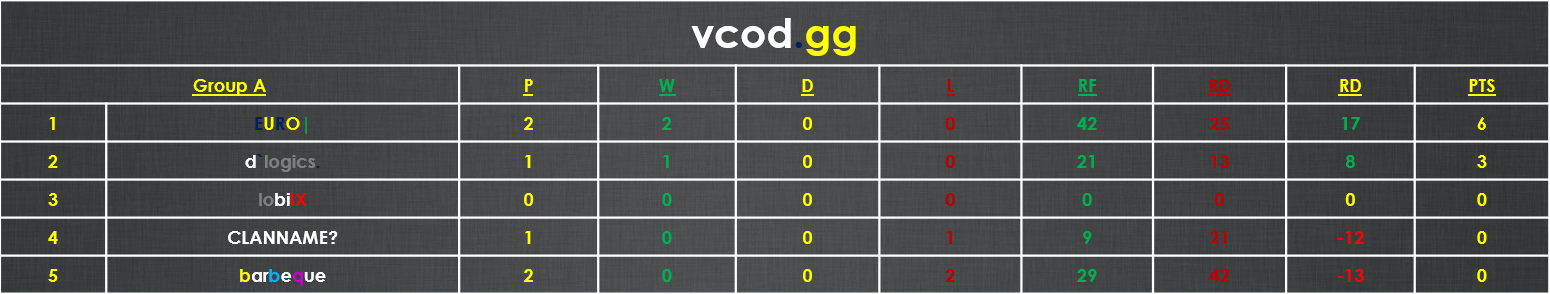 vcod.gg
Group A P W D L RF RD RD PTS
1 EURO| 2 2 0 0 42 25 17 6
2 d`logics. 1 1 0 0 21 13 8 3
3 lobiIX 0 0 0 0 0 0 0 0
4 CLANNAME? 1 0 0 1 9 21 -12 0
5 barbeque 2 0 0 2 29 42 -13 0